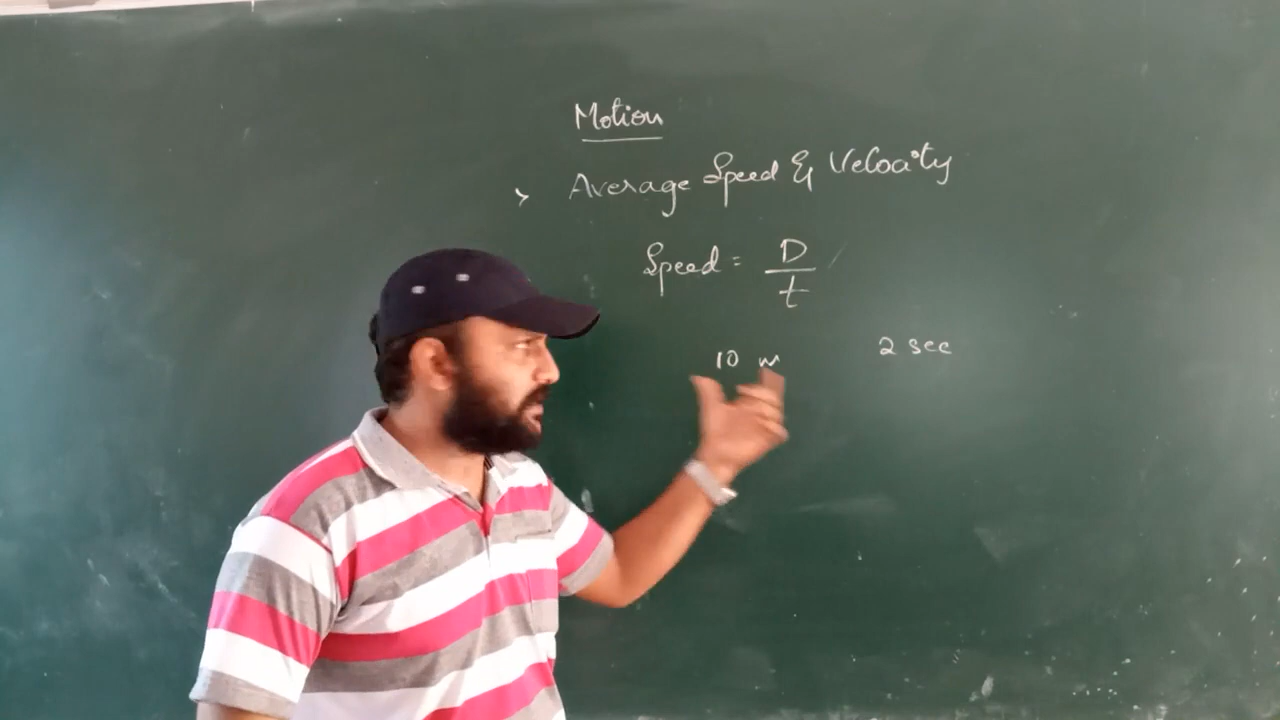 Motion
> Average Speed & Velocity
Speed = D / t
10 m 2 sec